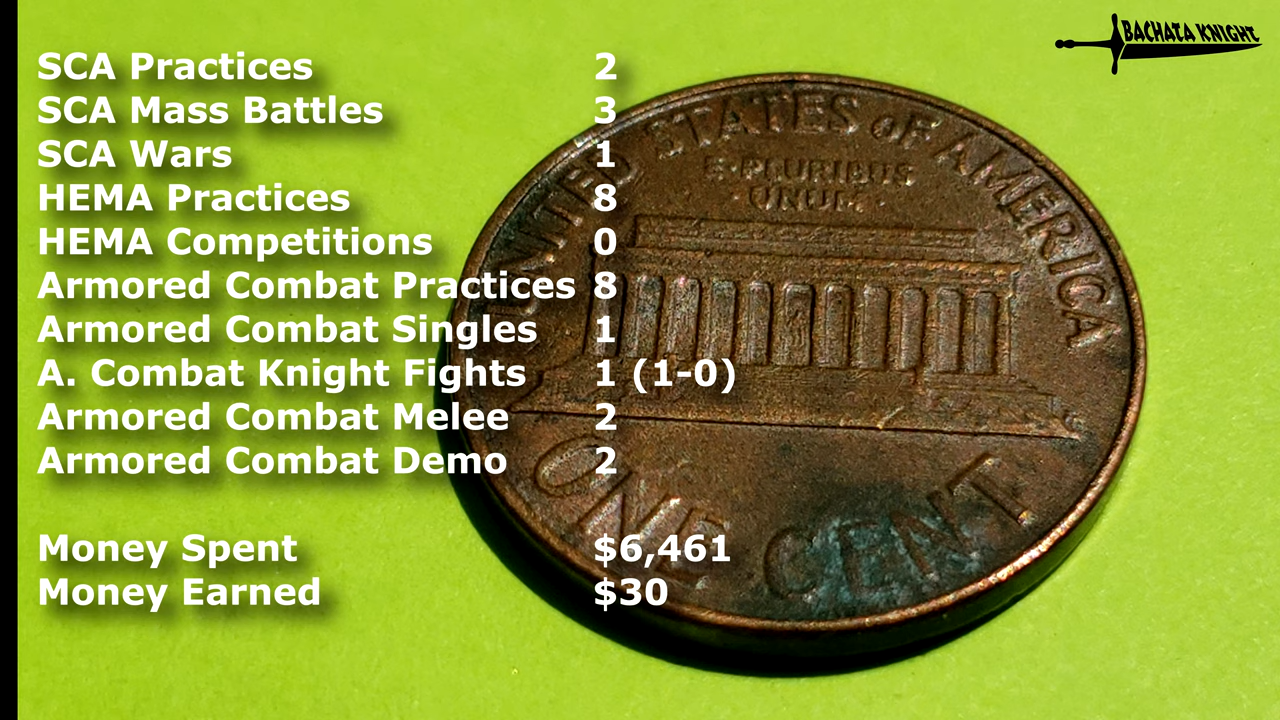 BACHATA KNIGHT
SCA Practices 2
SCA Mass Battles 3
SCA Wars 1
HEMA Practices 8
HEMA Competitions 0
Armored Combat Practices 8
Armored Combat Singles 1
A. Combat Knight Fights 1 (1-0)
Armored Combat Melee 2
Armored Combat Demo 2
Money Spent $6,461
Money Earned $30
UNITED STATES OF AMERICA
E·PLURIBUS
UNUM
ONE CENT